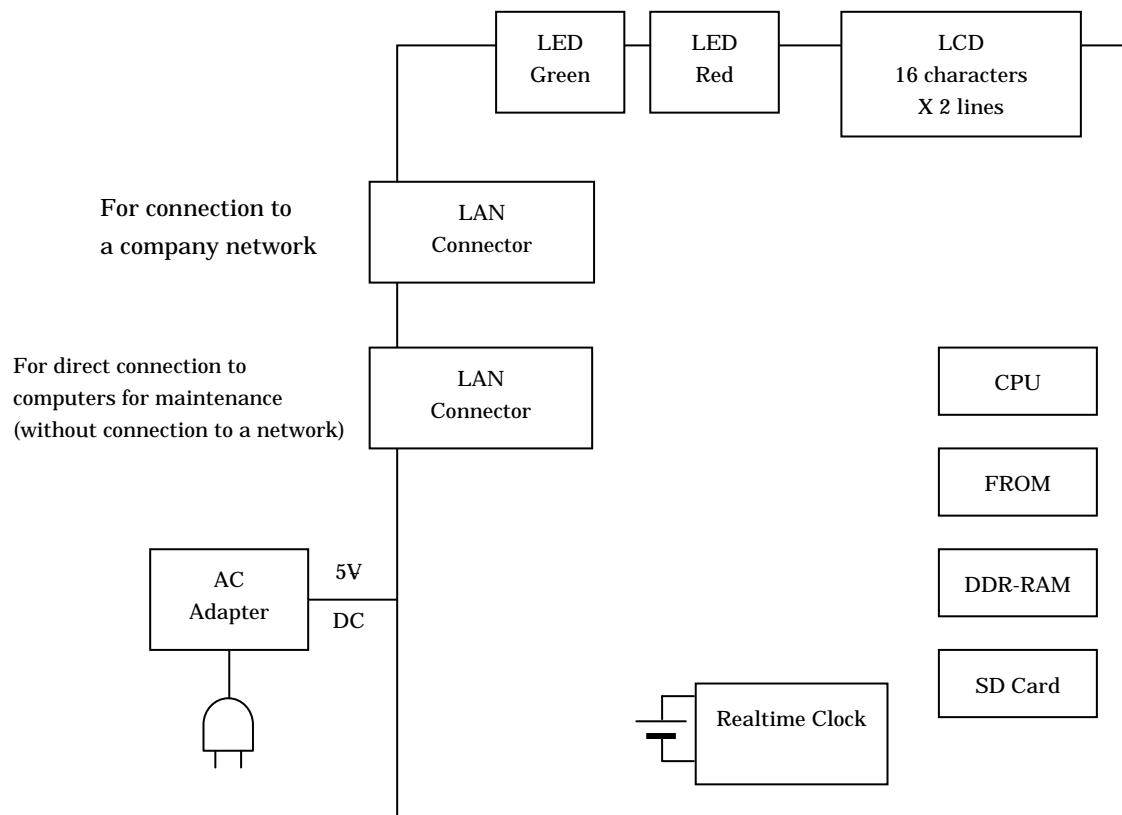 LED
Green
LED
Red
LCD
16 characters
X 2 lines
For connection to
a company network
LAN
Connector
For direct connection to
computers for maintenance
(without connection to a network)
LAN
Connector
CPU
FROM
AC
Adapter
5V
DC
DDR-RAM
SD Card
Realtime Clock